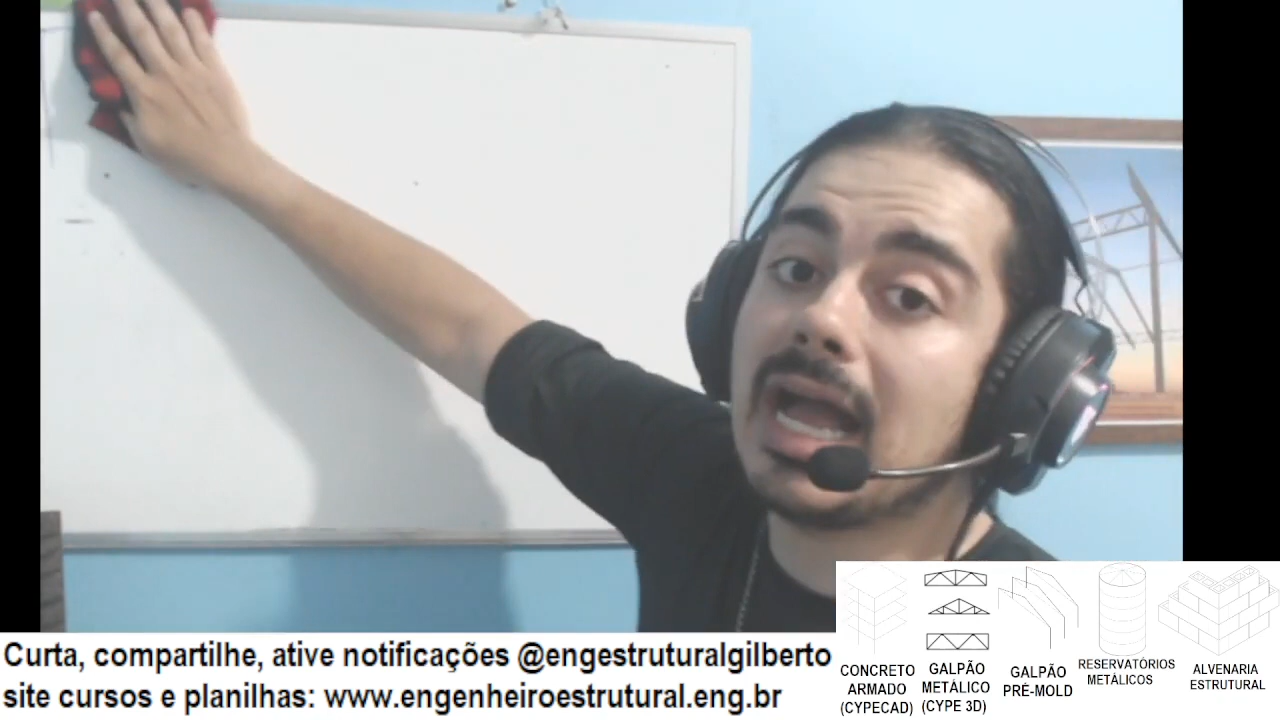 Curta, compartilhe, ative notificações @engestruturalgilberto
site cursos e planilhas: www.engenheiroestrutural.eng.br
CONCRETO
ARMADO
(CYPECAD)
GALPÃO
METÁLICO
(CYPE 3D)
GALPÃO
PRÉ-MOLD
RESERVATÓRIOS
METÁLICOS
ALVENARIA
ESTRUTURAL